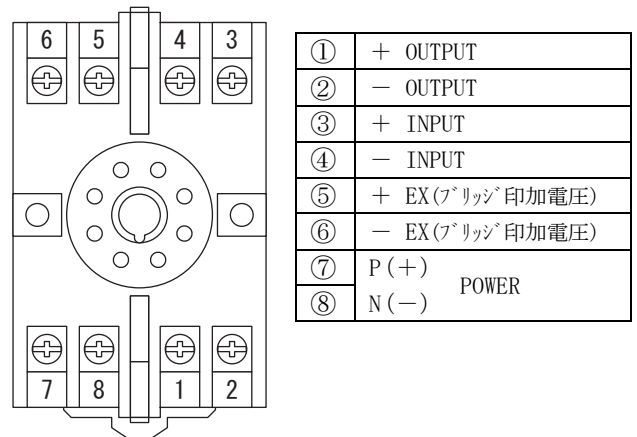 6 5 4 3
7 8 1 2
① + OUTPUT
② - OUTPUT
③ + INPUT
④ - INPUT
⑤ + EX(ﾌﾞﾘｯｼﾞ印加電圧)
⑥ - EX(ﾌﾞﾘｯｼﾞ印加電圧)
⑦ P(+)
POWER
⑧ N(-)